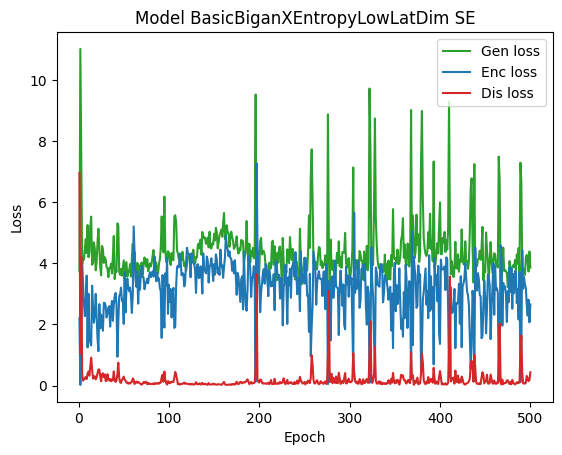 Model BasicBiganXEntropyLowLatDim SE
Gen loss
Enc loss
Dis loss
Loss
10
8
6
4
2
0
0 100 200 300 400 500
Epoch